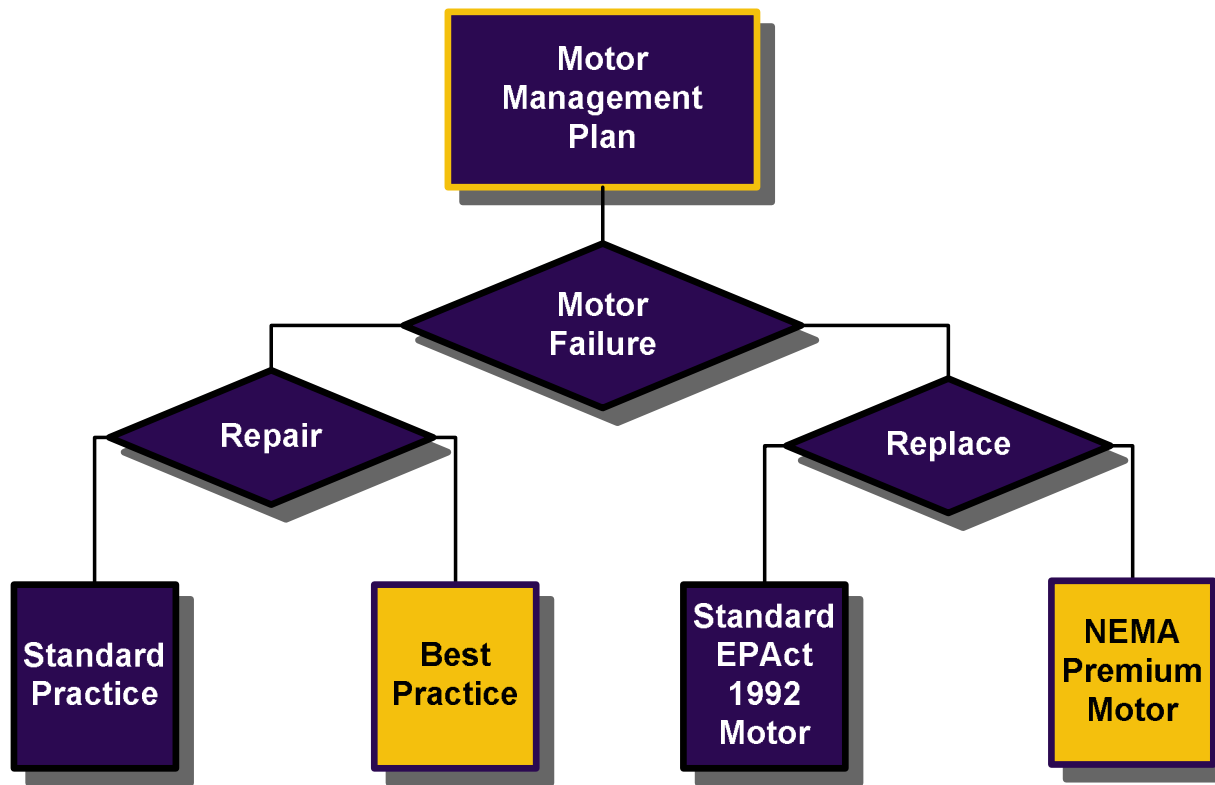 Motor
Management
Plan
Motor
Failure
Repair
Replace
Standard
Practice
Best
Practice
Standard
EPAct
1992
Motor
NEMA
Premium
Motor